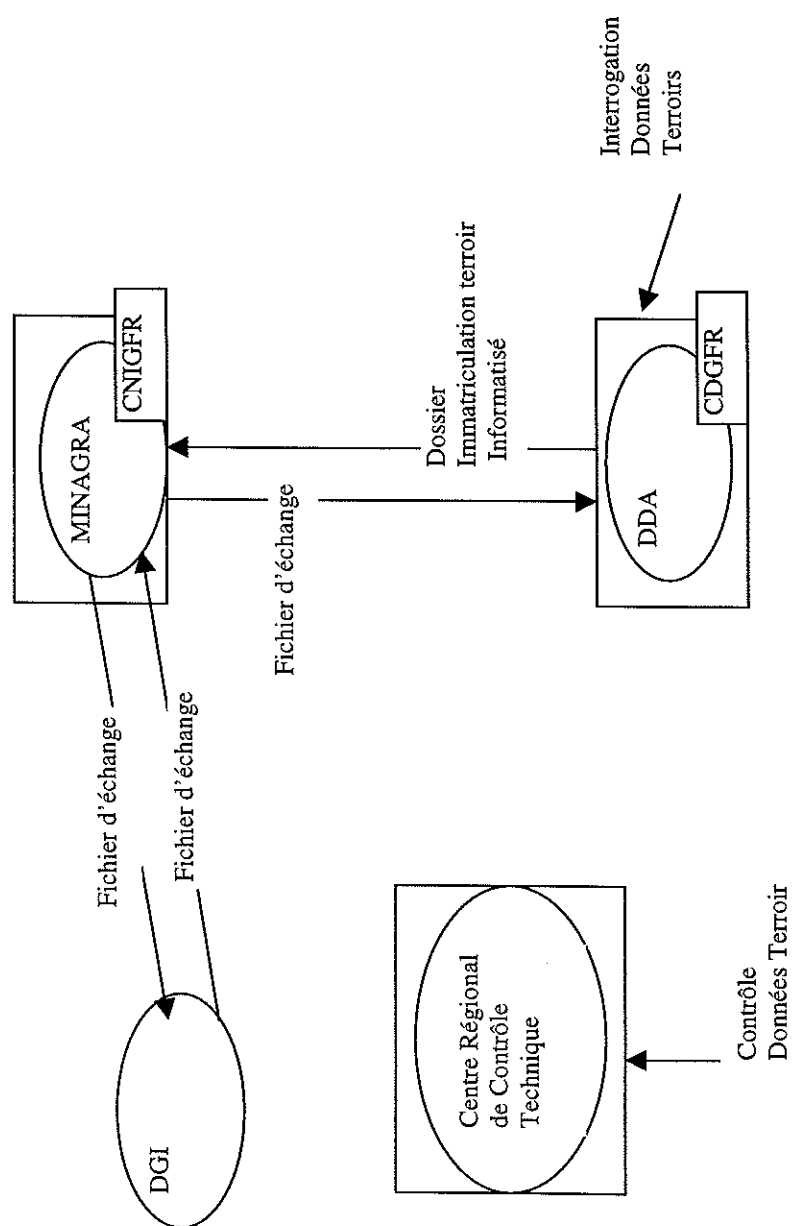 DGI
Fichier d'échange
Fichier d'échange
MINAGRA
CNIGFR
Fichier d'échange
Dossier
Immatriculation terroir
Informatisé
Centre Régional
de Contrôle
Technique
Contrôle
Données Terroir
DDA
CDGFR
Interrogation
Données
Terroirs